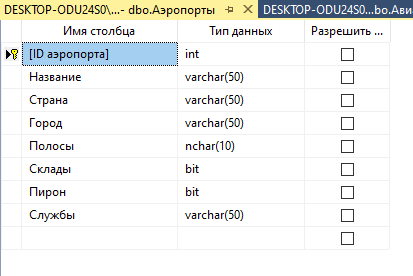 DESKTOP-ODU24S0\...- dbo.Аэропорты
DESKTOP-ODU24S0...bo.Ави
Имя столбца Тип данных Разрешить ...
[ID аэропорта] int
Название varchar(50)
Страна varchar(50)
Город varchar(50)
Полосы nchar(10)
Склады bit
Пирон bit
Службы varchar(50)